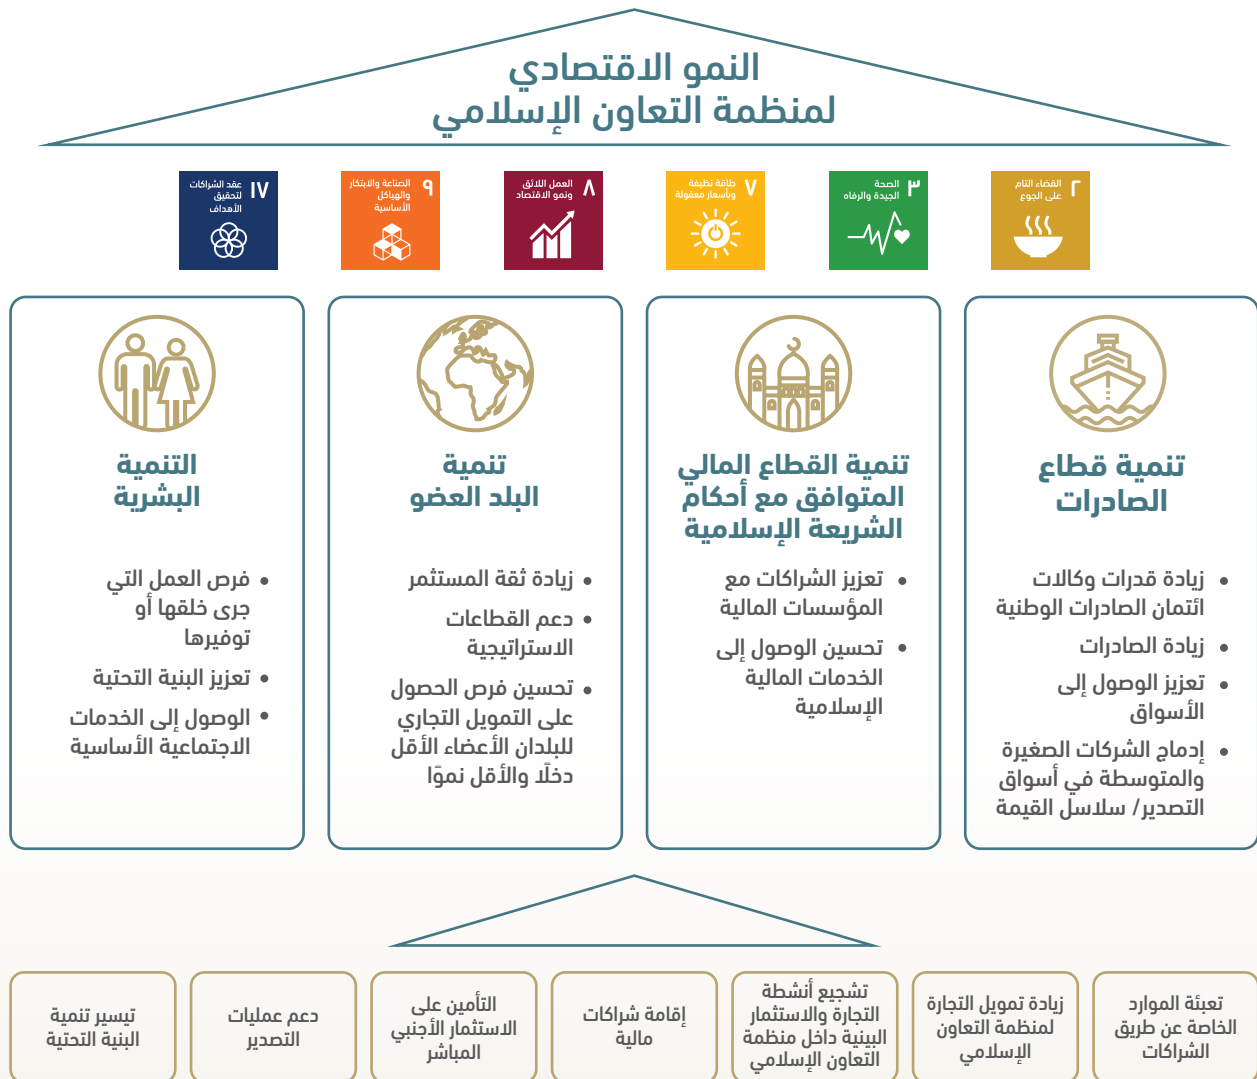 النمو الاقتصادي
لمنظمة التعاون الإسلامي
٢
القضاء التام
على الجوع
٣
الصحة
الجيدة والرفاه
٧
طاقة نظيفة
وبأسعار معقولة
٨
العمل اللائق
ونمو الاقتصاد
٩
الصناعة والابتكار
والهياكل
الأساسية
١٧
عقد الشراكات
لتحقيق
الأهداف
تنمية قطاع
الصادرات
• زيادة قدرات وكالات
ائتمان الصادرات الوطنية
• زيادة الصادرات
• تعزيز الوصول إلى
الأسواق
• إدماج الشركات الصغيرة
والمتوسطة في أسواق
التصدير/ سلاسل القيمة
تنمية القطاع المالي
المتوافق مع أحكام
الشريعة الإسلامية
• تعزيز الشراكات مع
المؤسسات المالية
• تحسين الوصول إلى
الخدمات المالية
الإسلامية
تنمية
البلد العضو
• زيادة ثقة المستثمر
• دعم القطاعات
الاستراتيجية
• تحسين فرص الحصول
على التمويل التجاري
للبلدان الأعضاء الأقل
دخلًا والأقل نموًا
التنمية
البشرية
• فرص العمل التي
جرى خلقها أو
توفيرها
• تعزيز البنية التحتية
• الوصول إلى الخدمات
الاجتماعية الأساسية
تعبئة الموارد
الخاصة عن طريق
الشراكات
زيادة تمويل التجارة
لمنظمة التعاون
الإسلامي
تشجيع أنشطة
التجارة والاستثمار
البينية داخل منظمة
التعاون الإسلامي
إقامة شراكات
مالية
التأمين على
الاستثمار الأجنبي
المباشر
دعم عمليات
التصدير
تيسير تنمية
البنية التحتية